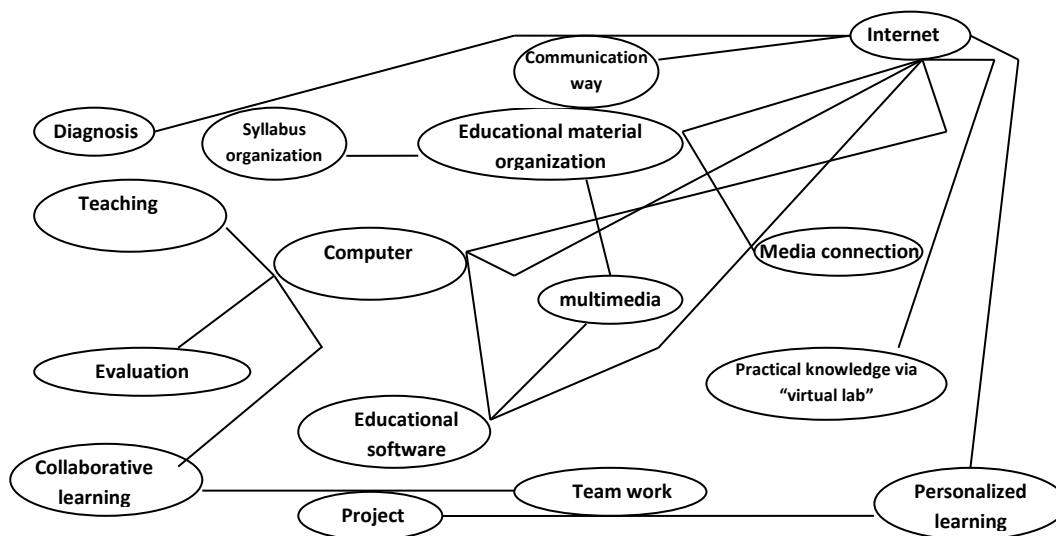 Internet
Communication
way
Diagnosis
Syllabus
organization
Educational material
organization
Teaching
Computer
Media connection
multimedia
Evaluation
Practical knowledge via
“virtual lab”
Educational
software
Collaborative
learning
Team work
Personalized
learning
Project